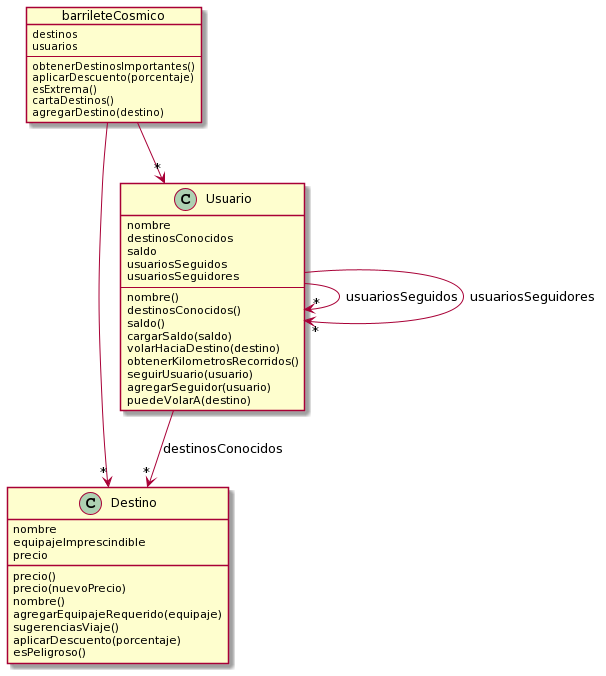 barrileteCosmico
destinos
usuarios
obtenerDestinosImportantes()
aplicarDescuento(porcentaje)
esExtrema()
cartaDestinos()
agregarDestino(destino)
*
C Usuario
nombre
destinosConocidos
saldo
usuariosSeguidos
usuariosSeguidores
nombre()
destinosConocidos()
saldo()
cargarSaldo(saldo)
volarHaciaDestino(destino)
obtenerKilometrosRecorridos()
seguirUsuario(usuario)
agregarSeguidor(usuario)
puedeVolarA(destino)
* usuariosSeguidos
usuariosSeguidores
*
destinosConocidos
*
*
C Destino
nombre
equipajeImprescindible
precio
precio()
precio(nuevoPrecio)
nombre()
agregarEquipajeRequerido(equipaje)
sugerenciasViaje()
aplicarDescuento(porcentaje)
esPeligroso()